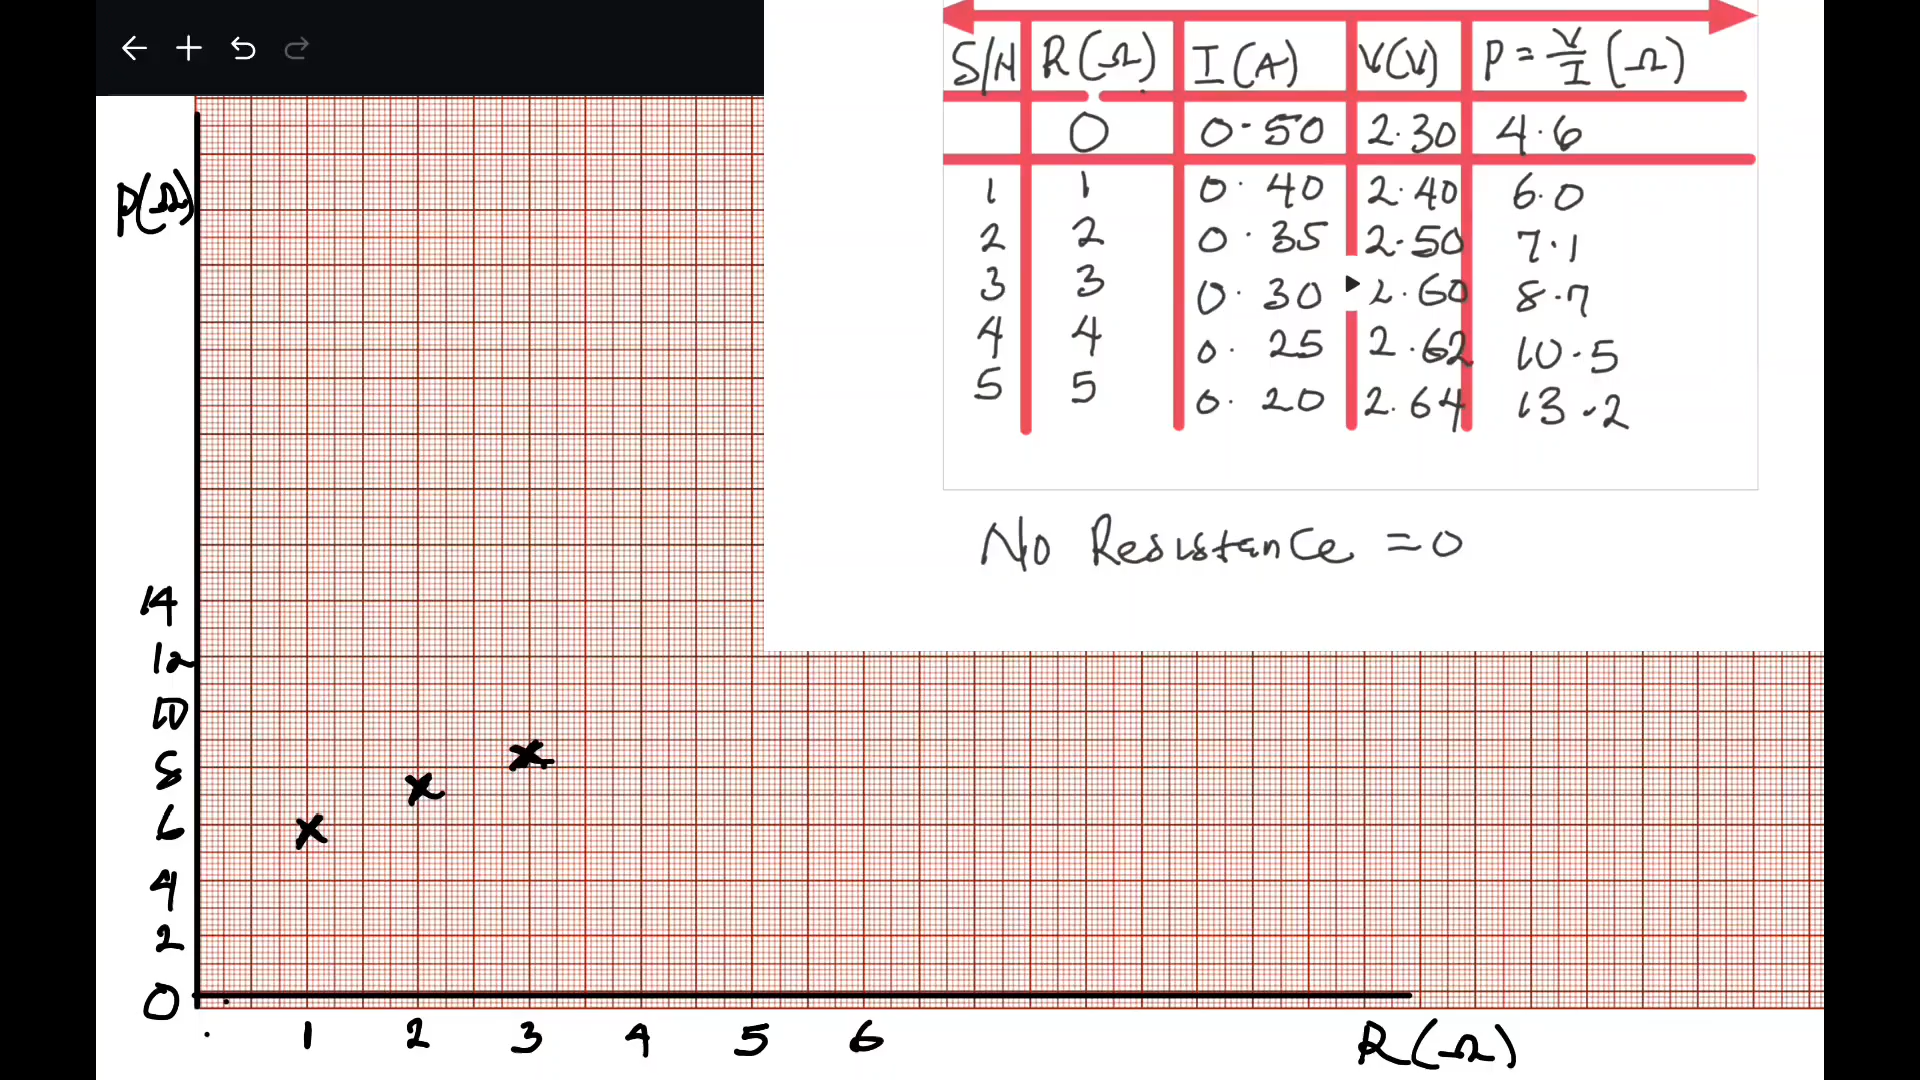 S/N R(Ω) I(A) V(V) P = V/I (Ω)
0 0.50 2.30 4.6
1 1 0.40 2.40 6.0
2 2 0.35 2.50 7.1
3 3 0.30 2.60 8.7
4 4 0.25 2.62 10.5
5 5 0.20 2.64 13.2
No Resistance = 0
P(Ω)
14
12
10
8
6
4
2
0
1 2 3 4 5 6 R(Ω)